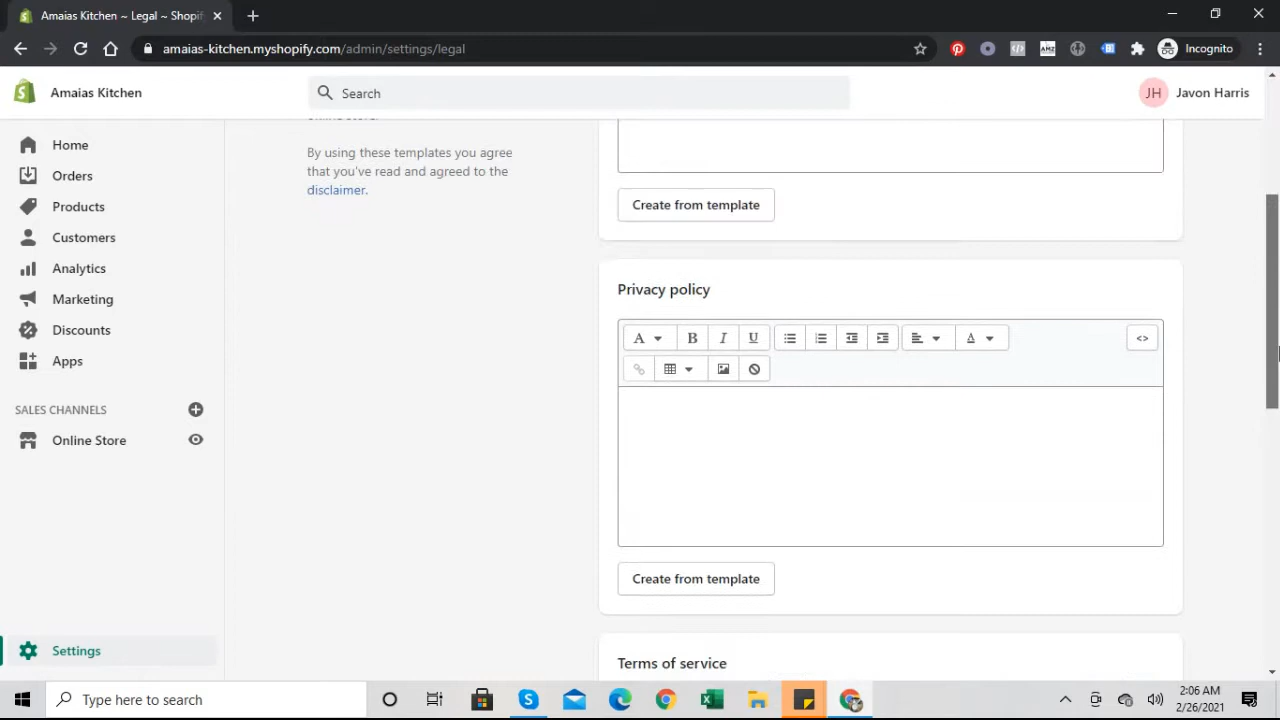 Amaias Kitchen ~ Legal ~ Shopif
amaias-kitchen.myshopify.com/admin/settings/legal
Incognito
Amaias Kitchen
Search
JH
Javon Harris
Home
Orders
Products
Customers
Analytics
Marketing
Discounts
Apps
SALES CHANNELS
Online Store
Settings
By using these templates you agree
that you've read and agreed to the
disclaimer.
Create from template
Privacy policy
A B I U A <>
Create from template
Terms of service
Type here to search
2:06 AM
2/26/2021